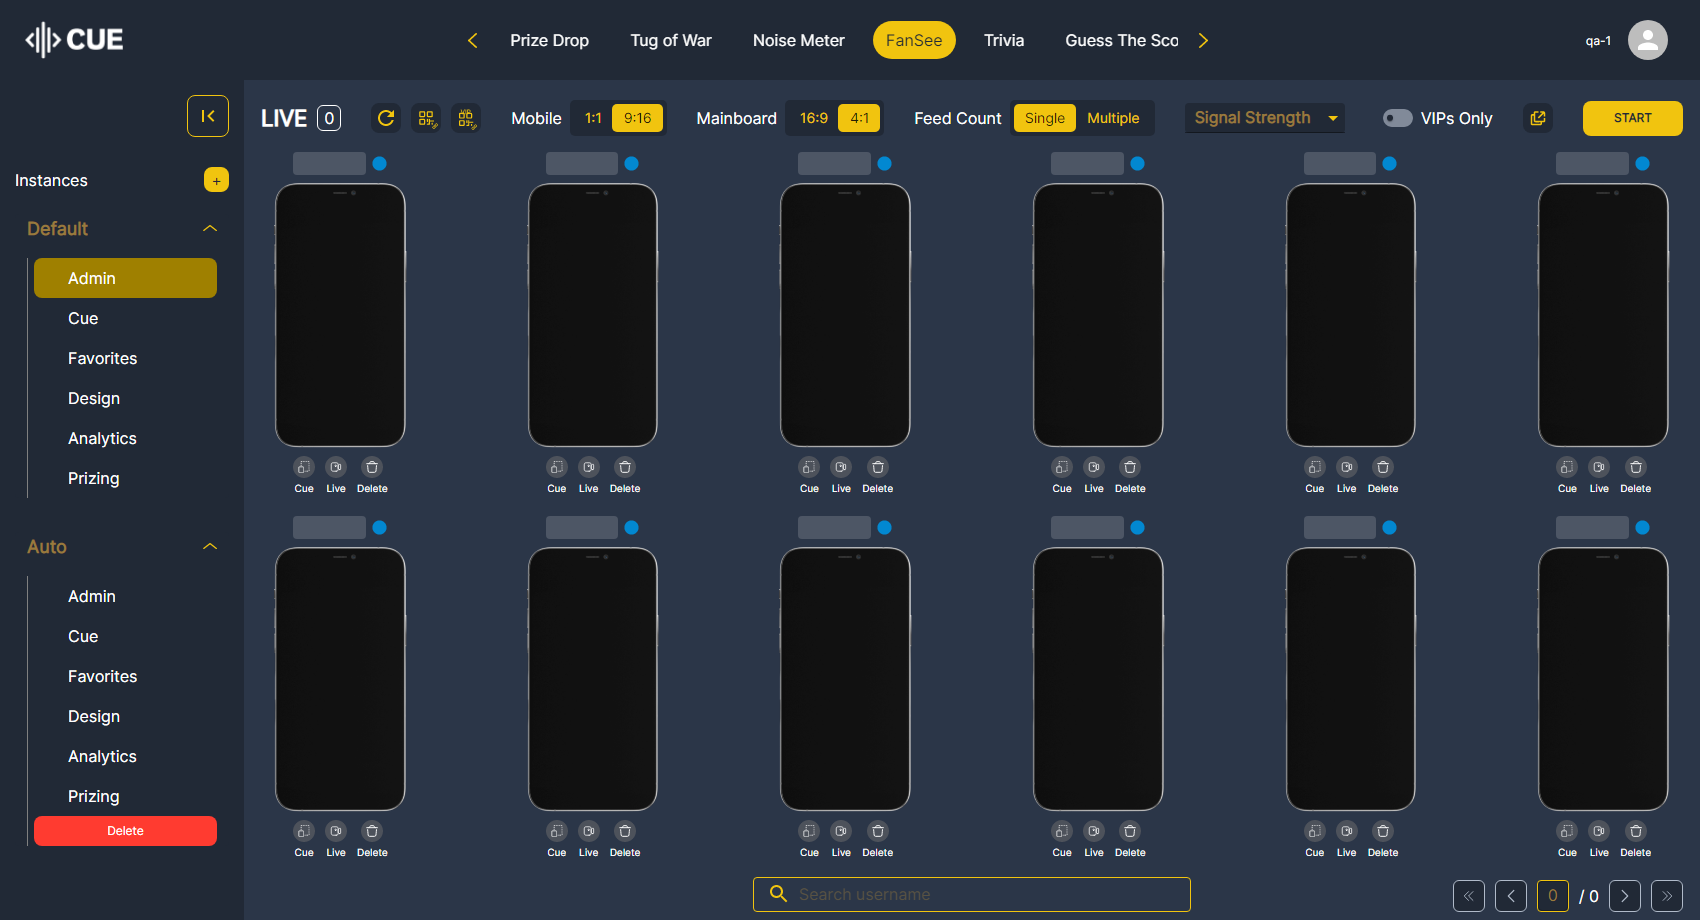 CUE
Prize Drop Tug of War Noise Meter FanSee Trivia Guess The Sco
qa-1
LIVE 0 Mobile 1:1 9:16 Mainboard 16:9 4:1 Feed Count Single Multiple Signal Strength VIPs Only START
Instances +
Default
Admin
Cue
Favorites
Design
Analytics
Prizing
Auto
Admin
Cue
Favorites
Design
Analytics
Prizing
Delete
Cue Live Delete Cue Live Delete Cue Live Delete Cue Live Delete Cue Live Delete Cue Live Delete
Cue Live Delete Cue Live Delete Cue Live Delete Cue Live Delete Cue Live Delete Cue Live Delete
Search username
0 / 0